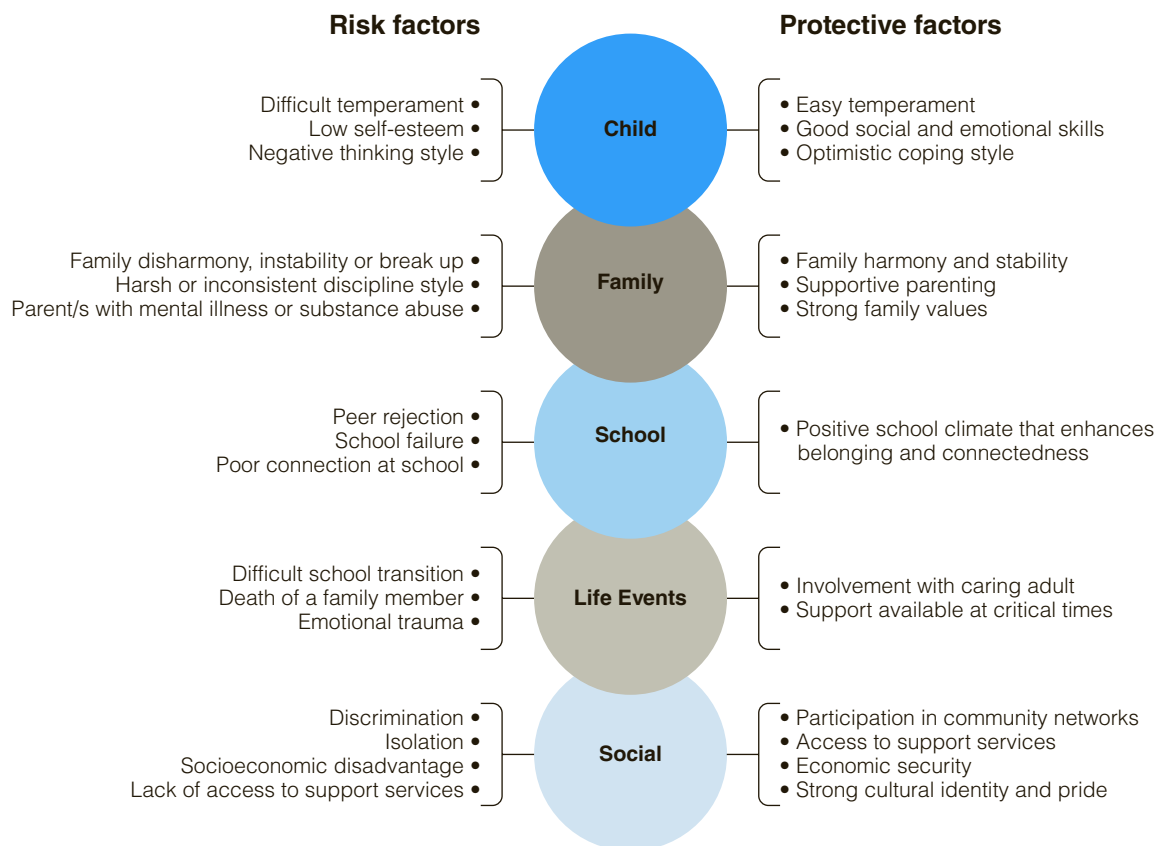 Risk factors
Protective factors
Difficult temperament •
Low self-esteem •
Negative thinking style •
Child
• Easy temperament
• Good social and emotional skills
• Optimistic coping style
Family disharmony, instability or break up •
Harsh or inconsistent discipline style •
Parent/s with mental illness or substance abuse •
Family
• Family harmony and stability
• Supportive parenting
• Strong family values
Peer rejection •
School failure •
Poor connection at school •
School
• Positive school climate that enhances
belonging and connectedness
Difficult school transition •
Death of a family member •
Emotional trauma •
Life Events
• Involvement with caring adult
• Support available at critical times
Discrimination •
Isolation •
Socioeconomic disadvantage •
Lack of access to support services •
Social
• Participation in community networks
• Access to support services
• Economic security
• Strong cultural identity and pride